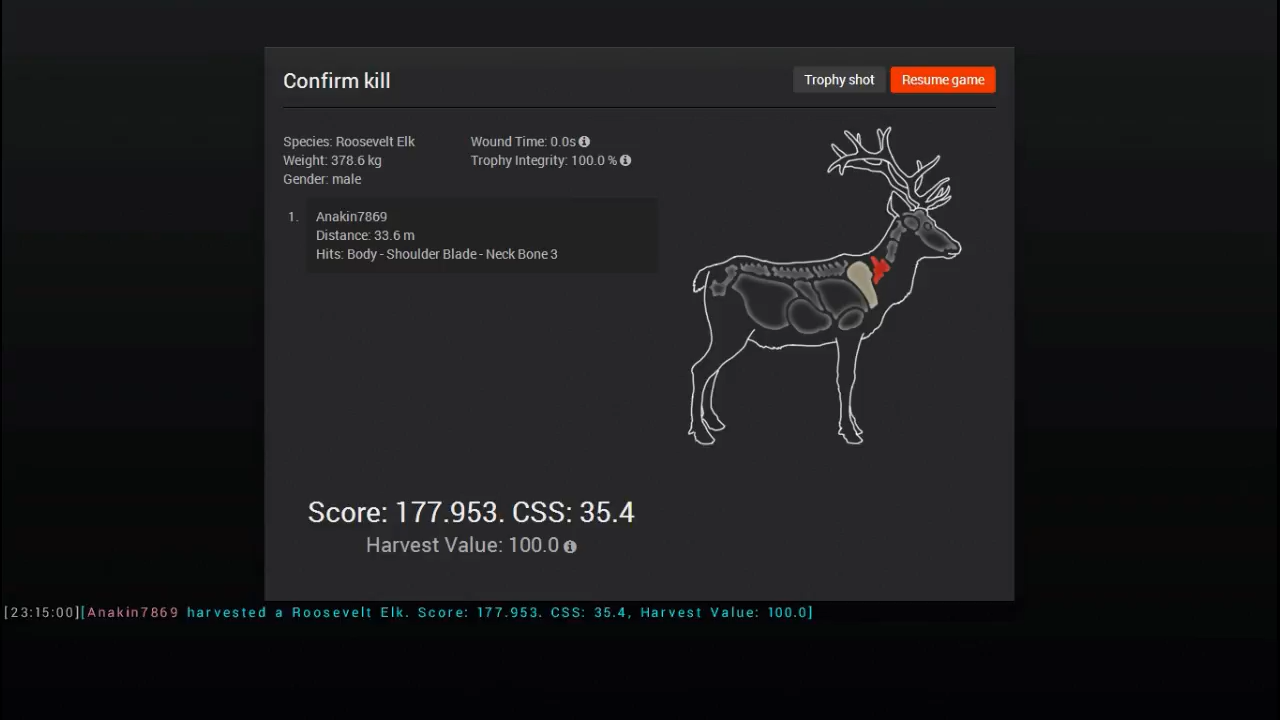 Confirm kill
Trophy shot
Resume game
Species: Roosevelt Elk
Weight: 378.6 kg
Gender: male
Wound Time: 0.0s
Trophy Integrity: 100.0 %
1.
Anakin7869
Distance: 33.6 m
Hits: Body - Shoulder Blade - Neck Bone 3
Score: 177.953. CSS: 35.4
Harvest Value: 100.0
[23:15:00][Anakin7869 harvested a Roosevelt Elk. Score: 177.953. CSS: 35.4, Harvest Value: 100.0]